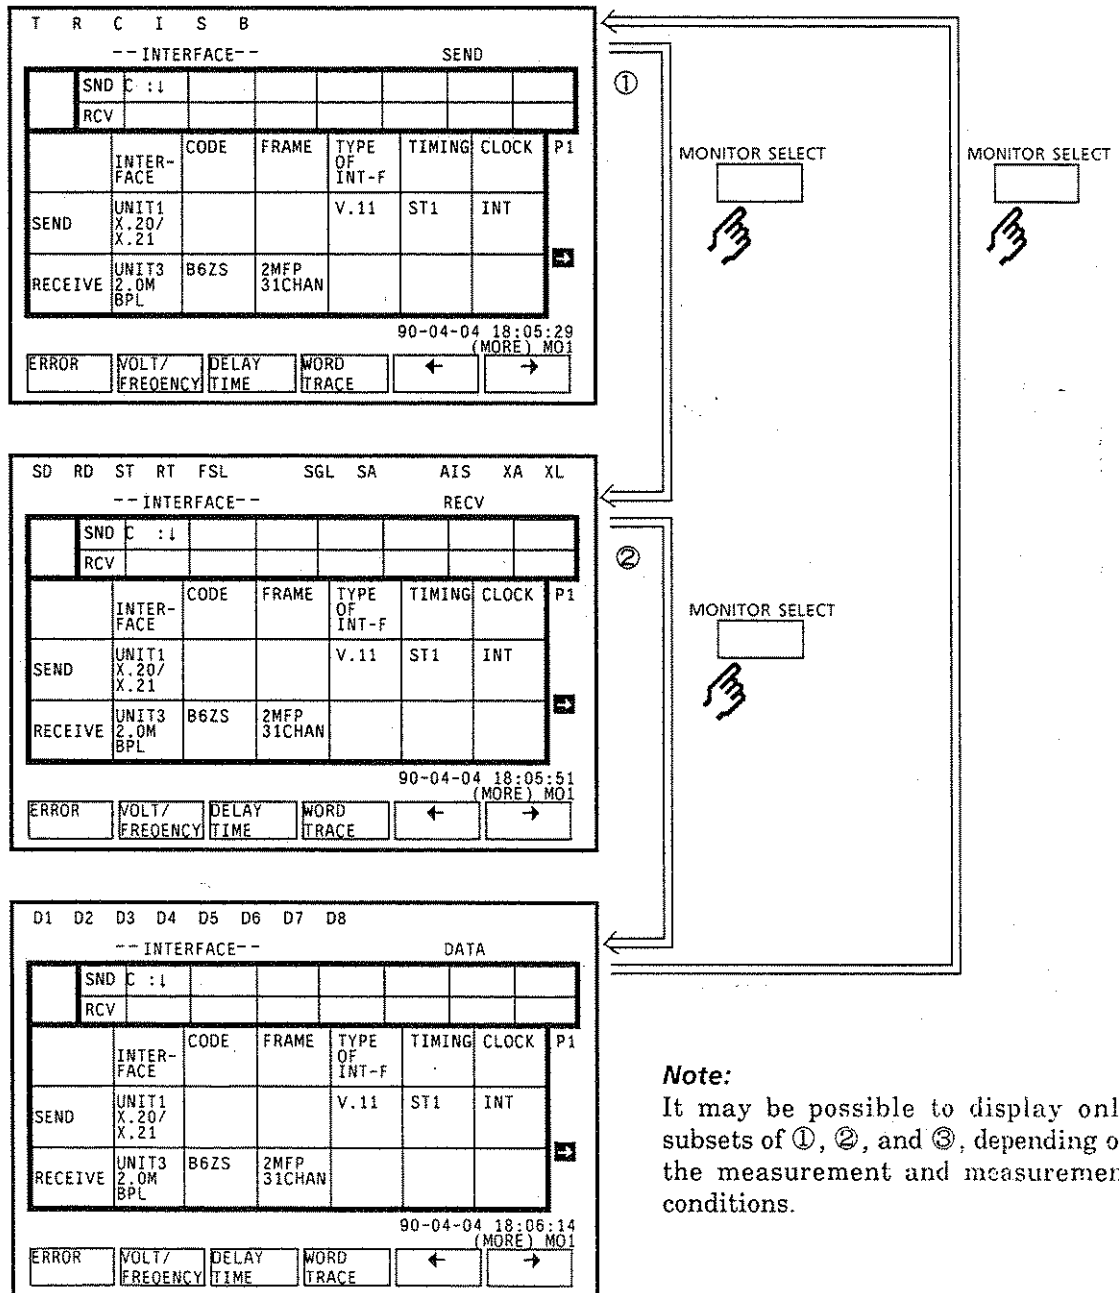 T R C I S B
--INTERFACE-- SEND
SND C :↓
RCV
INTER-
FACE
CODE FRAME TYPE
OF
INT-F
TIMING CLOCK P1
SEND UNIT1
X.20/
X.21
V.11 ST1 INT
RECEIVE UNIT3
2.0M
BPL
B6ZS 2MFP
31CHAN
→
90-04-04 18:05:29
(MORE) MO1
ERROR VOLT/
FREQENCY
DELAY
TIME
WORD
TRACE
← →
①
MONITOR SELECT
MONITOR SELECT
SD RD ST RT FSL SGL SA AIS XA XL
--INTERFACE-- RECV
SND C :↓
RCV
INTER-
FACE
CODE FRAME TYPE
OF
INT-F
TIMING CLOCK P1
SEND UNIT1
X.20/
X.21
V.11 ST1 INT
RECEIVE UNIT3
2.0M
BPL
B6ZS 2MFP
31CHAN
→
90-04-04 18:05:51
(MORE) MO1
ERROR VOLT/
FREQENCY
DELAY
TIME
WORD
TRACE
← →
②
MONITOR SELECT
D1 D2 D3 D4 D5 D6 D7 D8
--INTERFACE-- DATA
SND C :↓
RCV
INTER-
FACE
CODE FRAME TYPE
OF
INT-F
TIMING CLOCK P1
SEND UNIT1
X.20/
X.21
V.11 ST1 INT
RECEIVE UNIT3
2.0M
BPL
B6ZS 2MFP
31CHAN
→
90-04-04 18:06:14
(MORE) MO1
ERROR VOLT/
FREQENCY
DELAY
TIME
WORD
TRACE
← →
Note:
It may be possible to display onl
subsets of ①, ②, and ③, depending o
the measurement and measuremen
conditions.